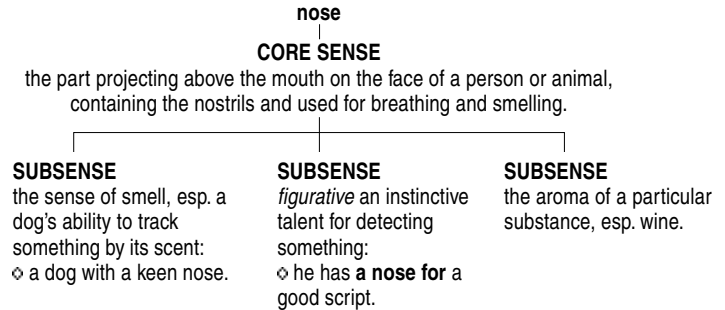 nose
CORE SENSE
the part projecting above the mouth on the face of a person or animal,
containing the nostrils and used for breathing and smelling.
SUBSENSE
the sense of smell, esp. a
dog's ability to track
something by its scent:
a dog with a keen nose.
SUBSENSE
figurative an instinctive
talent for detecting
something:
he has a nose for a
good script.
SUBSENSE
the aroma of a particular
substance, esp. wine.